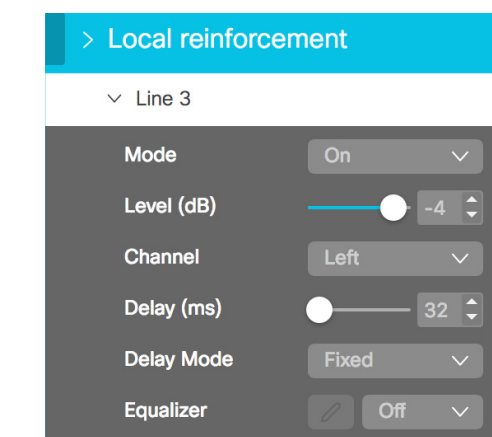 Local reinforcement
Line 3
Mode On
Level (dB) -4
Channel Left
Delay (ms) 32
Delay Mode Fixed
Equalizer Off